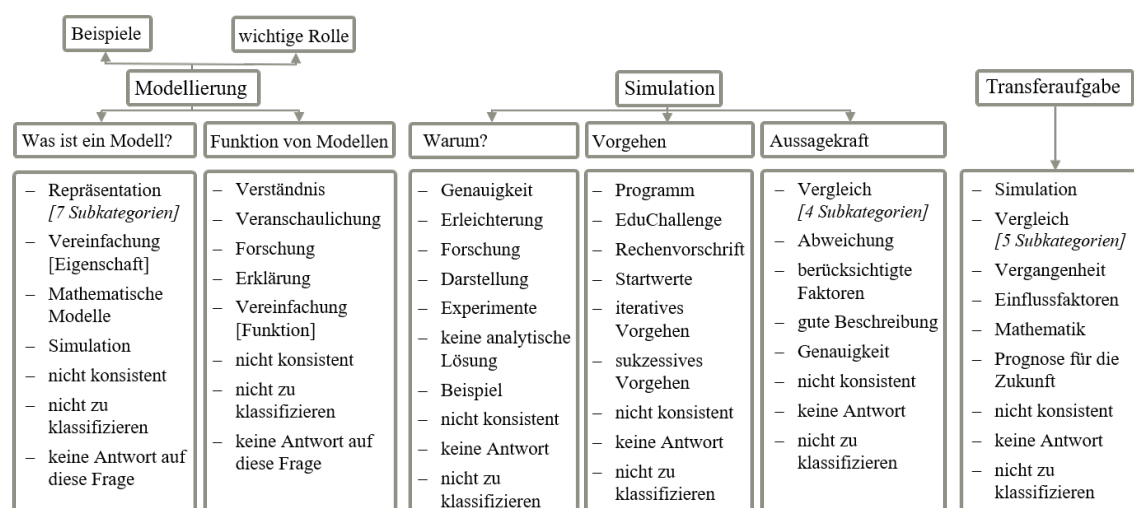 Beispiele
wichtige Rolle
Modellierung
Simulation
Transferaufgabe
Was ist ein Modell?
Funktion von Modellen
Warum?
Vorgehen
Aussagekraft
– Repräsentation
[7 Subkategorien]
– Vereinfachung
[Eigenschaft]
– Mathematische
Modelle
– Simulation
– nicht konsistent
– nicht zu
klassifizieren
– keine Antwort auf
diese Frage
– Verständnis
– Veranschaulichung
– Forschung
– Erklärung
– Vereinfachung
[Funktion]
– nicht konsistent
– nicht zu
klassifizieren
– keine Antwort auf
diese Frage
– Genauigkeit
– Erleichterung
– Forschung
– Darstellung
– Experimente
– keine analytische
Lösung
– Beispiel
– nicht konsistent
– keine Antwort
– nicht zu
klassifizieren
– Programm
– EduChallenge
– Rechenvorschrift
– Startwerte
– iteratives
Vorgehen
– sukzessives
Vorgehen
– nicht konsistent
– keine Antwort
– nicht zu
klassifizieren
– Vergleich
[4 Subkategorien]
– Abweichung
– berücksichtigte
Faktoren
– gute Beschreibung
– Genauigkeit
– nicht konsistent
– keine Antwort
– nicht zu
klassifizieren
– Simulation
– Vergleich
[5 Subkategorien]
– Vergangenheit
– Einflussfaktoren
– Mathematik
– Prognose für die
Zukunft
– nicht konsistent
– keine Antwort
– nicht zu
klassifizieren